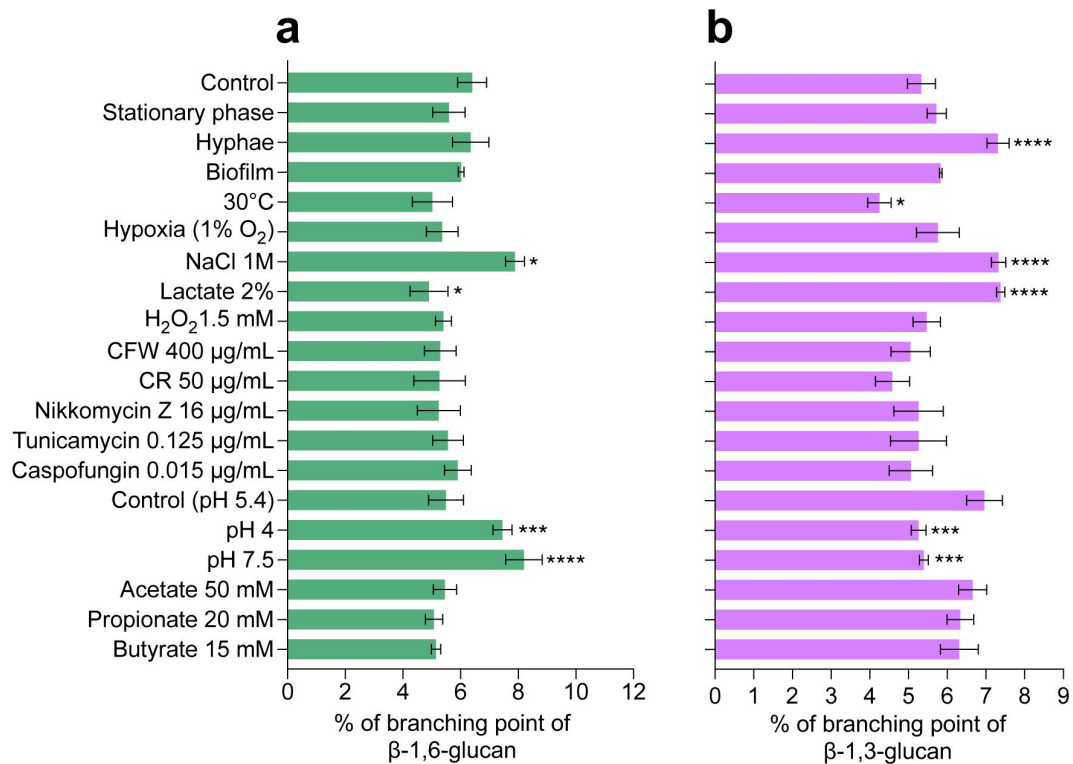 a
b
Control
Stationary phase
Hyphae
****
Biofilm
30°C
*
Hypoxia (1% O₂)
NaCl 1M
*
****
Lactate 2%
*
****
H₂O₂1.5 mM
CFW 400 µg/mL
CR 50 µg/mL
Nikkomycin Z 16 µg/mL
Tunicamycin 0.125 µg/mL
Caspofungin 0.015 µg/mL
Control (pH 5.4)
pH 4
***
***
pH 7.5
****
***
Acetate 50 mM
Propionate 20 mM
Butyrate 15 mM
0 2 4 6 8 10 12
0 1 2 3 4 5 6 7 8 9
% of branching point of
β-1,6-glucan
% of branching point of
β-1,3-glucan